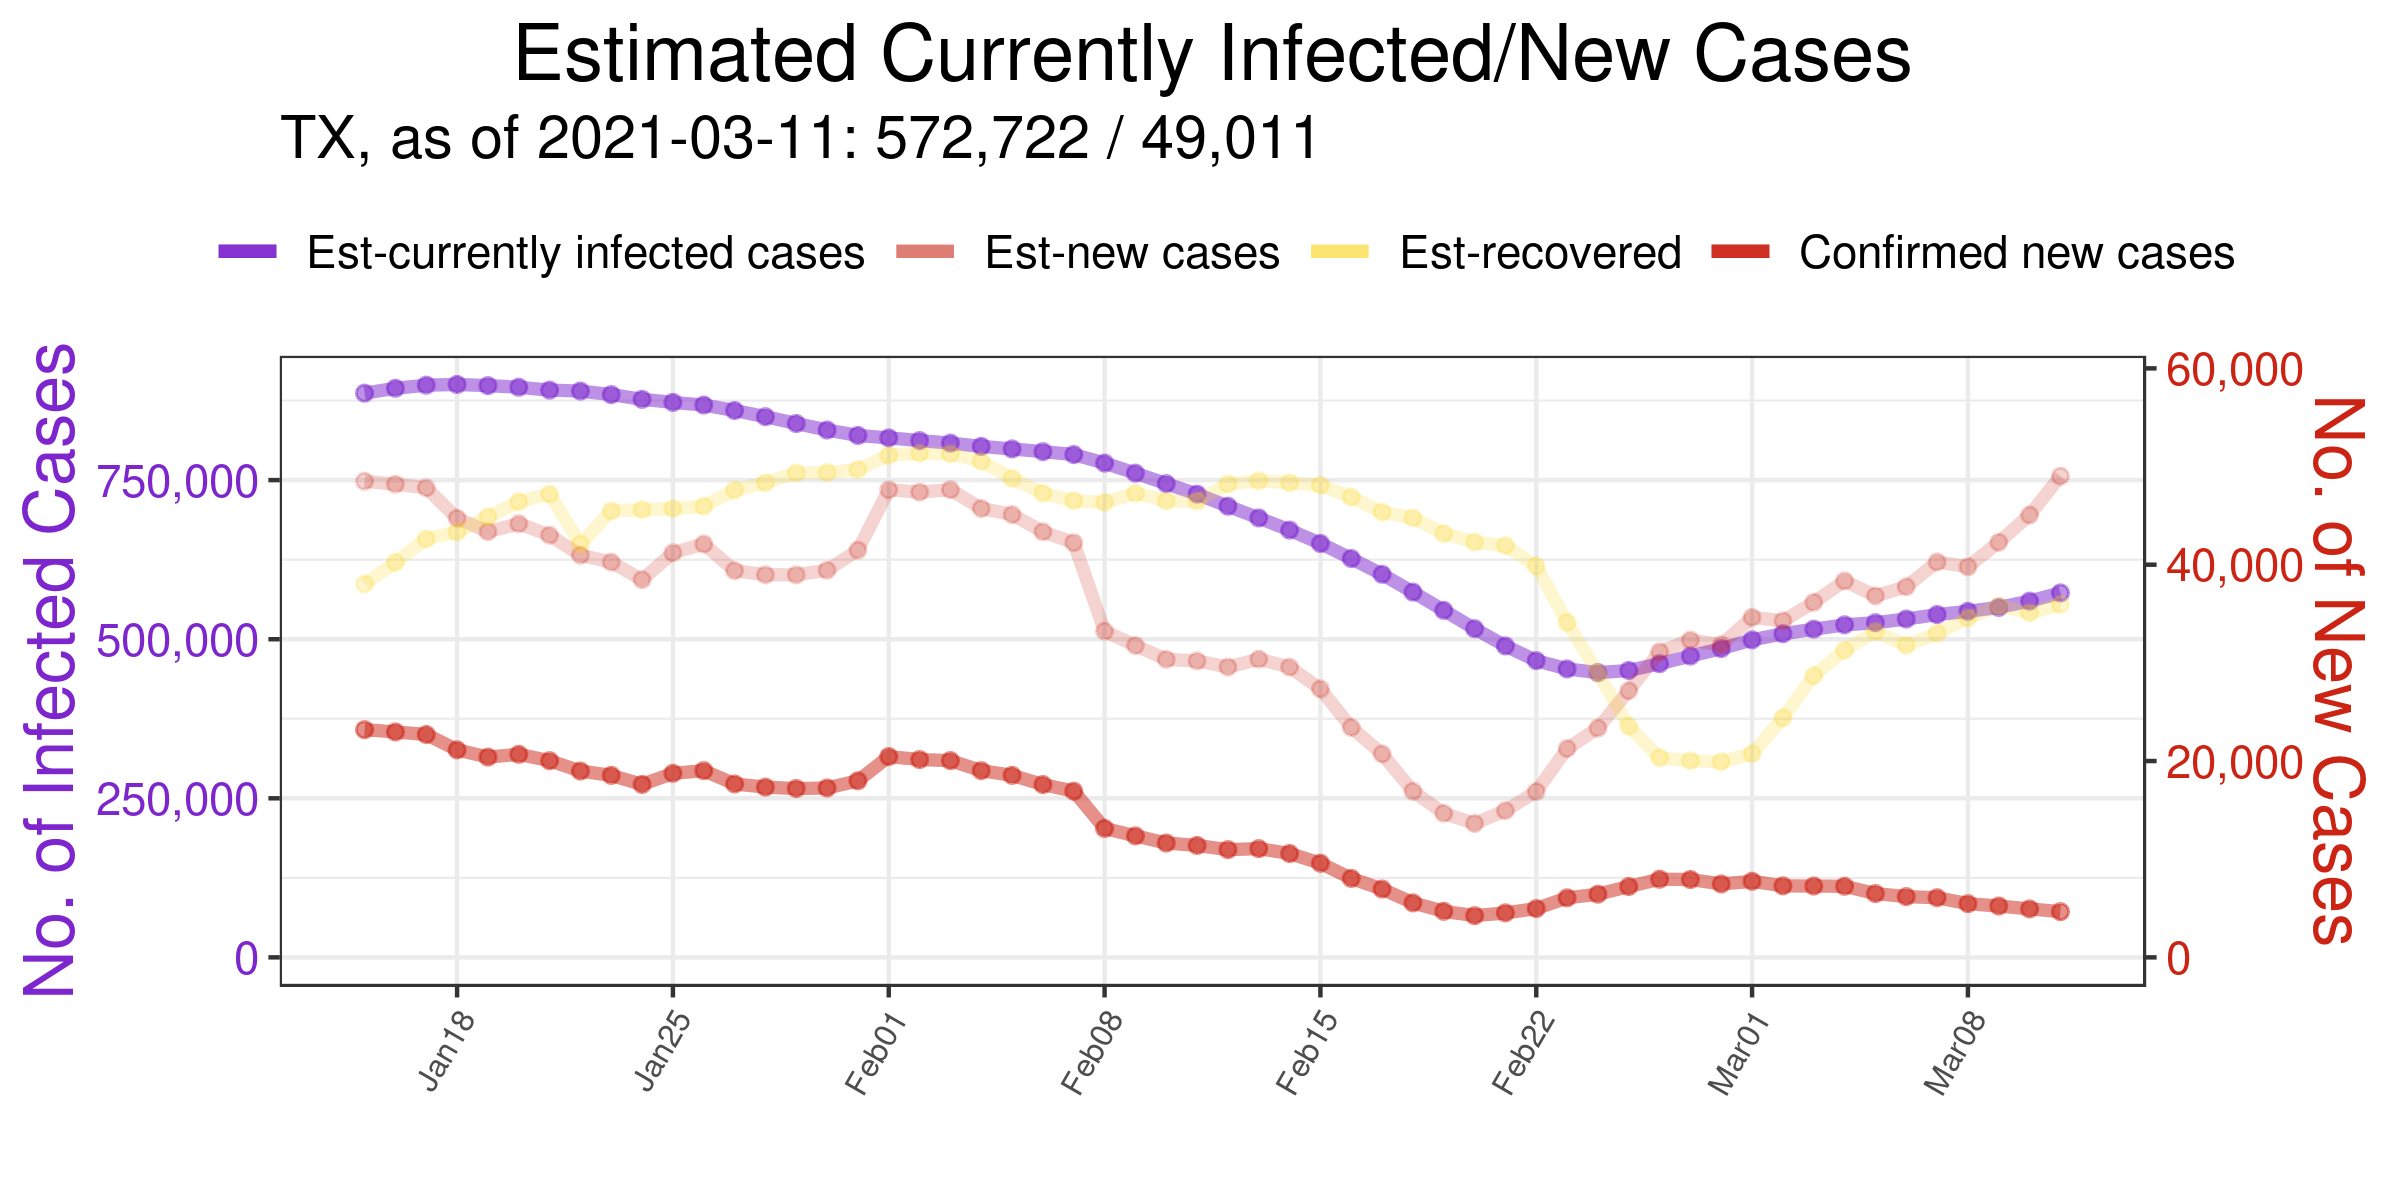 Estimated Currently Infected/New Cases
TX, as of 2021-03-11: 572,722 / 49,011
Est-currently infected cases Est-new cases Est-recovered Confirmed new cases
No. of Infected Cases
750,000
500,000
250,000
0
60,000
40,000
20,000
0
No. of New Cases
Jan18 Jan25 Feb01 Feb08 Feb15 Feb22 Mar01 Mar08